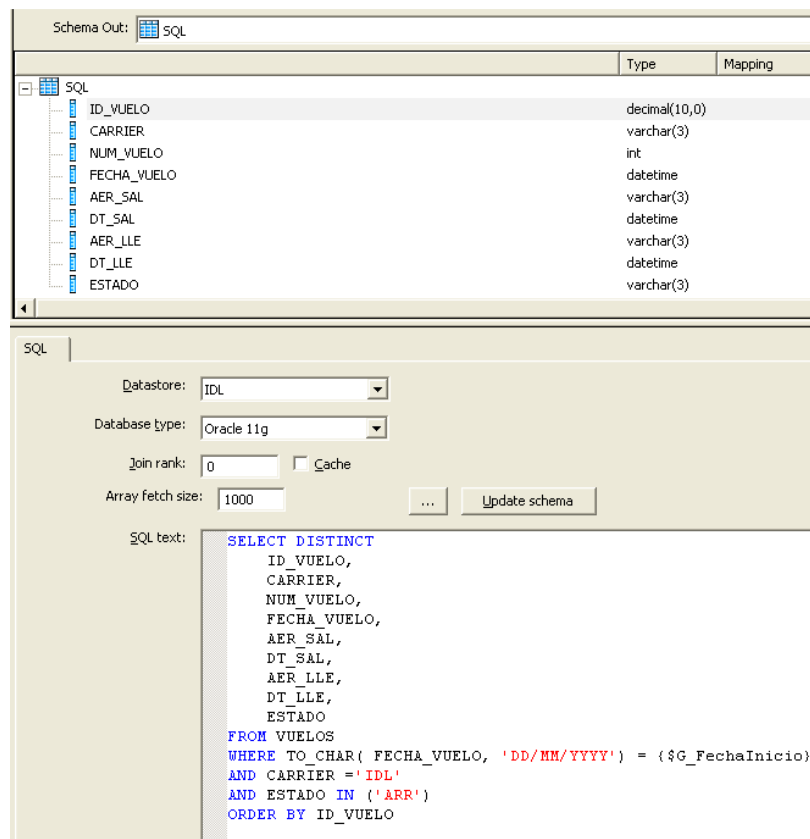 Schema Out: SQL
Type Mapping
SQL
ID_VUELO decimal(10,0)
CARRIER varchar(3)
NUM_VUELO int
FECHA_VUELO datetime
AER_SAL varchar(3)
DT_SAL datetime
AER_LLE varchar(3)
DT_LLE datetime
ESTADO varchar(3)
SQL
Datastore: IDL
Database type: Oracle 11g
Join rank: 0 Cache
Array fetch size: 1000 ... Update schema
SQL text: SELECT DISTINCT
ID_VUELO,
CARRIER,
NUM_VUELO,
FECHA_VUELO,
AER_SAL,
DT_SAL,
AER_LLE,
DT_LLE,
ESTADO
FROM VUELOS
WHERE TO_CHAR( FECHA_VUELO, 'DD/MM/YYYY') = {$G_FechaInicio}
AND CARRIER ='IDL'
AND ESTADO IN ('ARR')
ORDER BY ID_VUELO